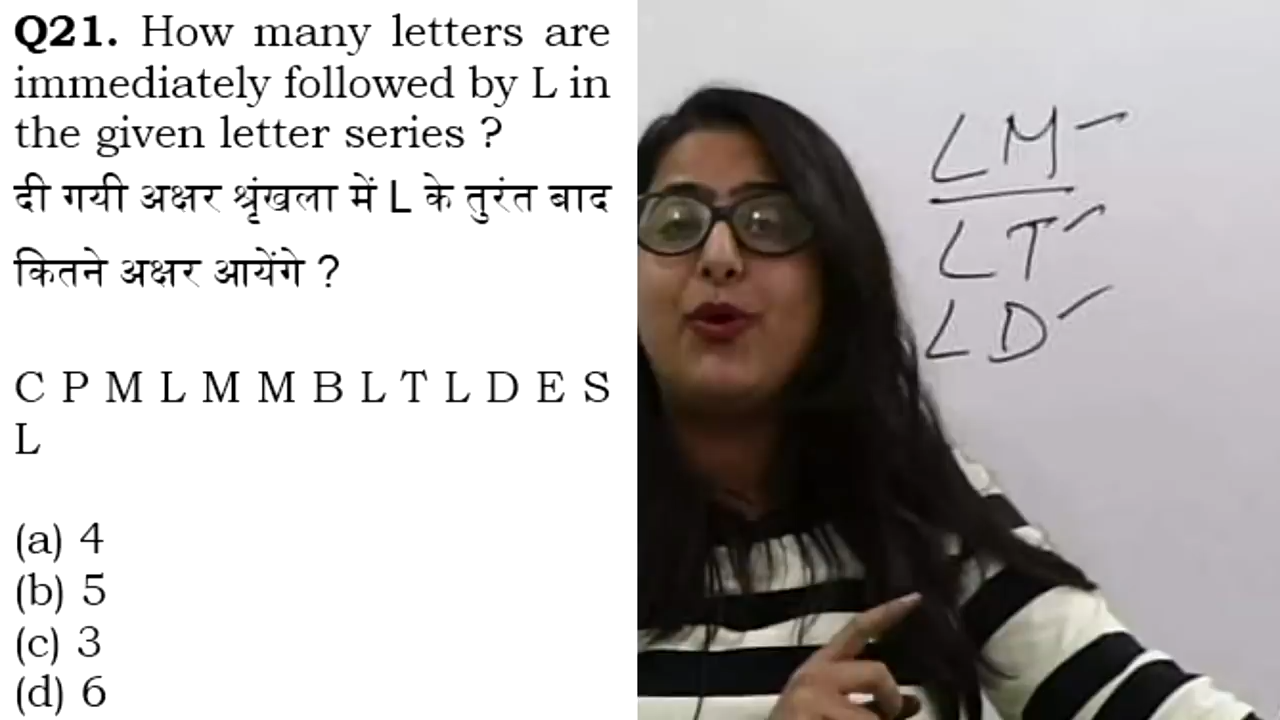 Q21. How many letters are
immediately followed by L in
the given letter series ?
दी गयी अक्षर श्रृंखला में L के तुरंत बाद
कितने अक्षर आयेंगे ?
C P M L M M B L T L D E S
L
(a) 4
(b) 5
(c) 3
(d) 6
LM
LT
LD